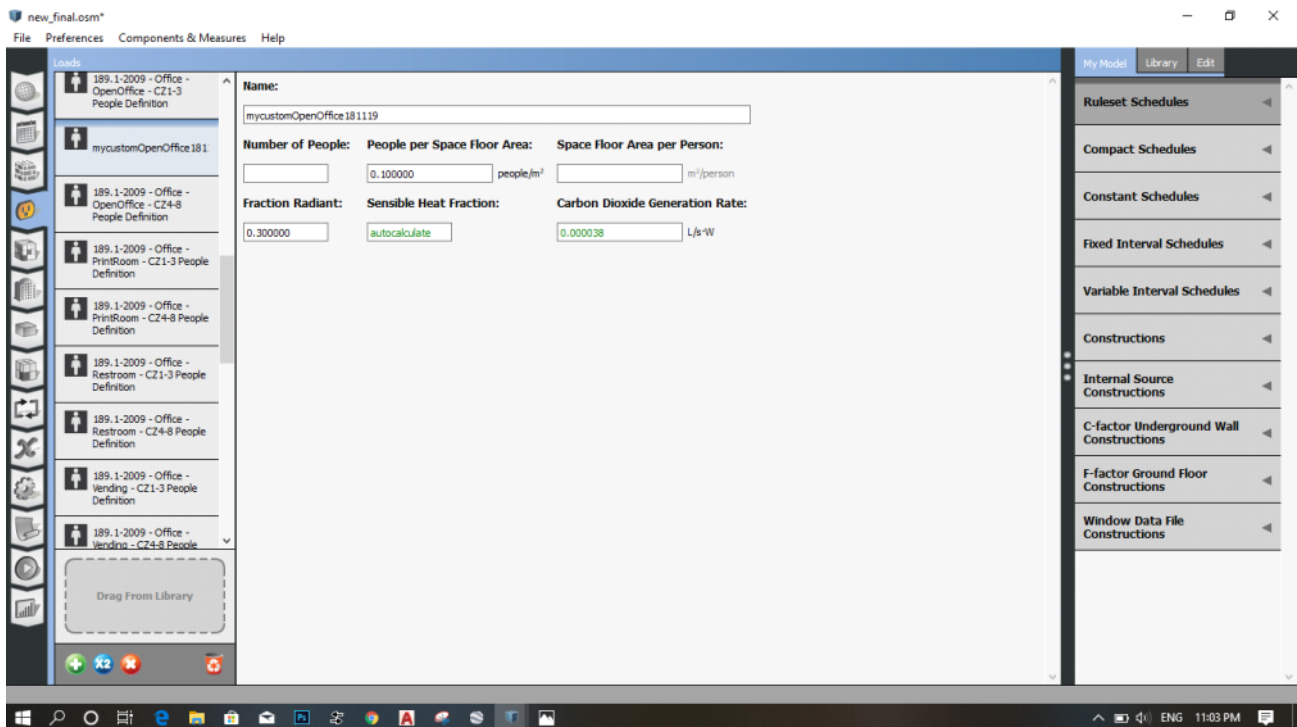 new_final.osm*
File Preferences Components & Measures Help
Loads
189.1-2009 - Office -
OpenOffice - CZ1-3
People Definition
mycustomOpenOffice181
189.1-2009 - Office -
OpenOffice - CZ4-8
People Definition
189.1-2009 - Office -
PrintRoom - CZ1-3 People
Definition
189.1-2009 - Office -
PrintRoom - CZ4-8 People
Definition
189.1-2009 - Office -
Restroom - CZ1-3 People
Definition
189.1-2009 - Office -
Restroom - CZ4-8 People
Definition
189.1-2009 - Office -
Vending - CZ1-3 People
Definition
189.1-2009 - Office -
Vending - CZ4-8 People
Drag From Library
X2
Name:
mycustomOpenOffice181119
Number of People: People per Space Floor Area: Space Floor Area per Person:
0.100000 people/m² m²/person
Fraction Radiant: Sensible Heat Fraction: Carbon Dioxide Generation Rate:
0.300000 autocalculate 0.000038 L/s·W
My Model Library Edit
Ruleset Schedules
Compact Schedules
Constant Schedules
Fixed Interval Schedules
Variable Interval Schedules
Constructions
Internal Source
Constructions
C-factor Underground Wall
Constructions
F-factor Ground Floor
Constructions
Window Data File
Constructions
Ps
ENG 11:03 PM